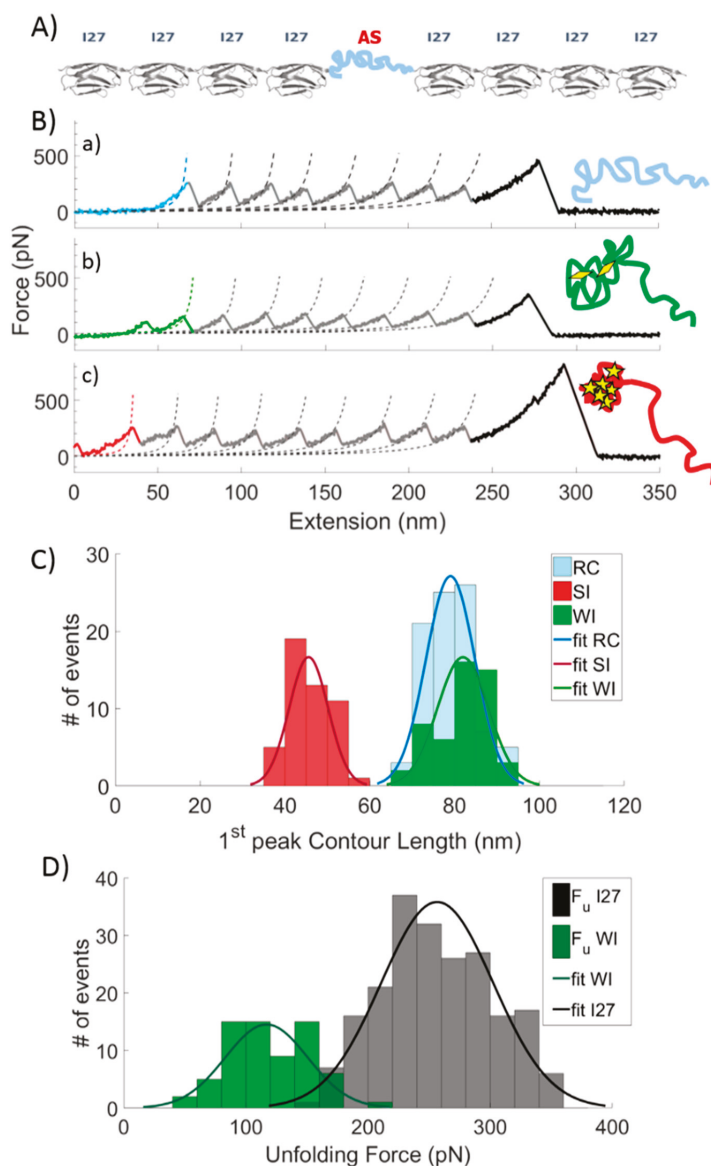 A)
I27 I27 I27 I27 AS I27 I27 I27 I27
B)
a)
500
0
b)
500
0
c)
500
0
Force (pN)
0 50 100 150 200 250 300 350
Extension (nm)
C)
30
20
10
0
# of events
RC
SI
WI
fit RC
fit SI
fit WI
0 20 40 60 80 100 120
1st peak Contour Length (nm)
D)
40
30
20
10
0
# of events
Fu I27
Fu WI
fit WI
fit I27
0 100 200 300 400
Unfolding Force (pN)